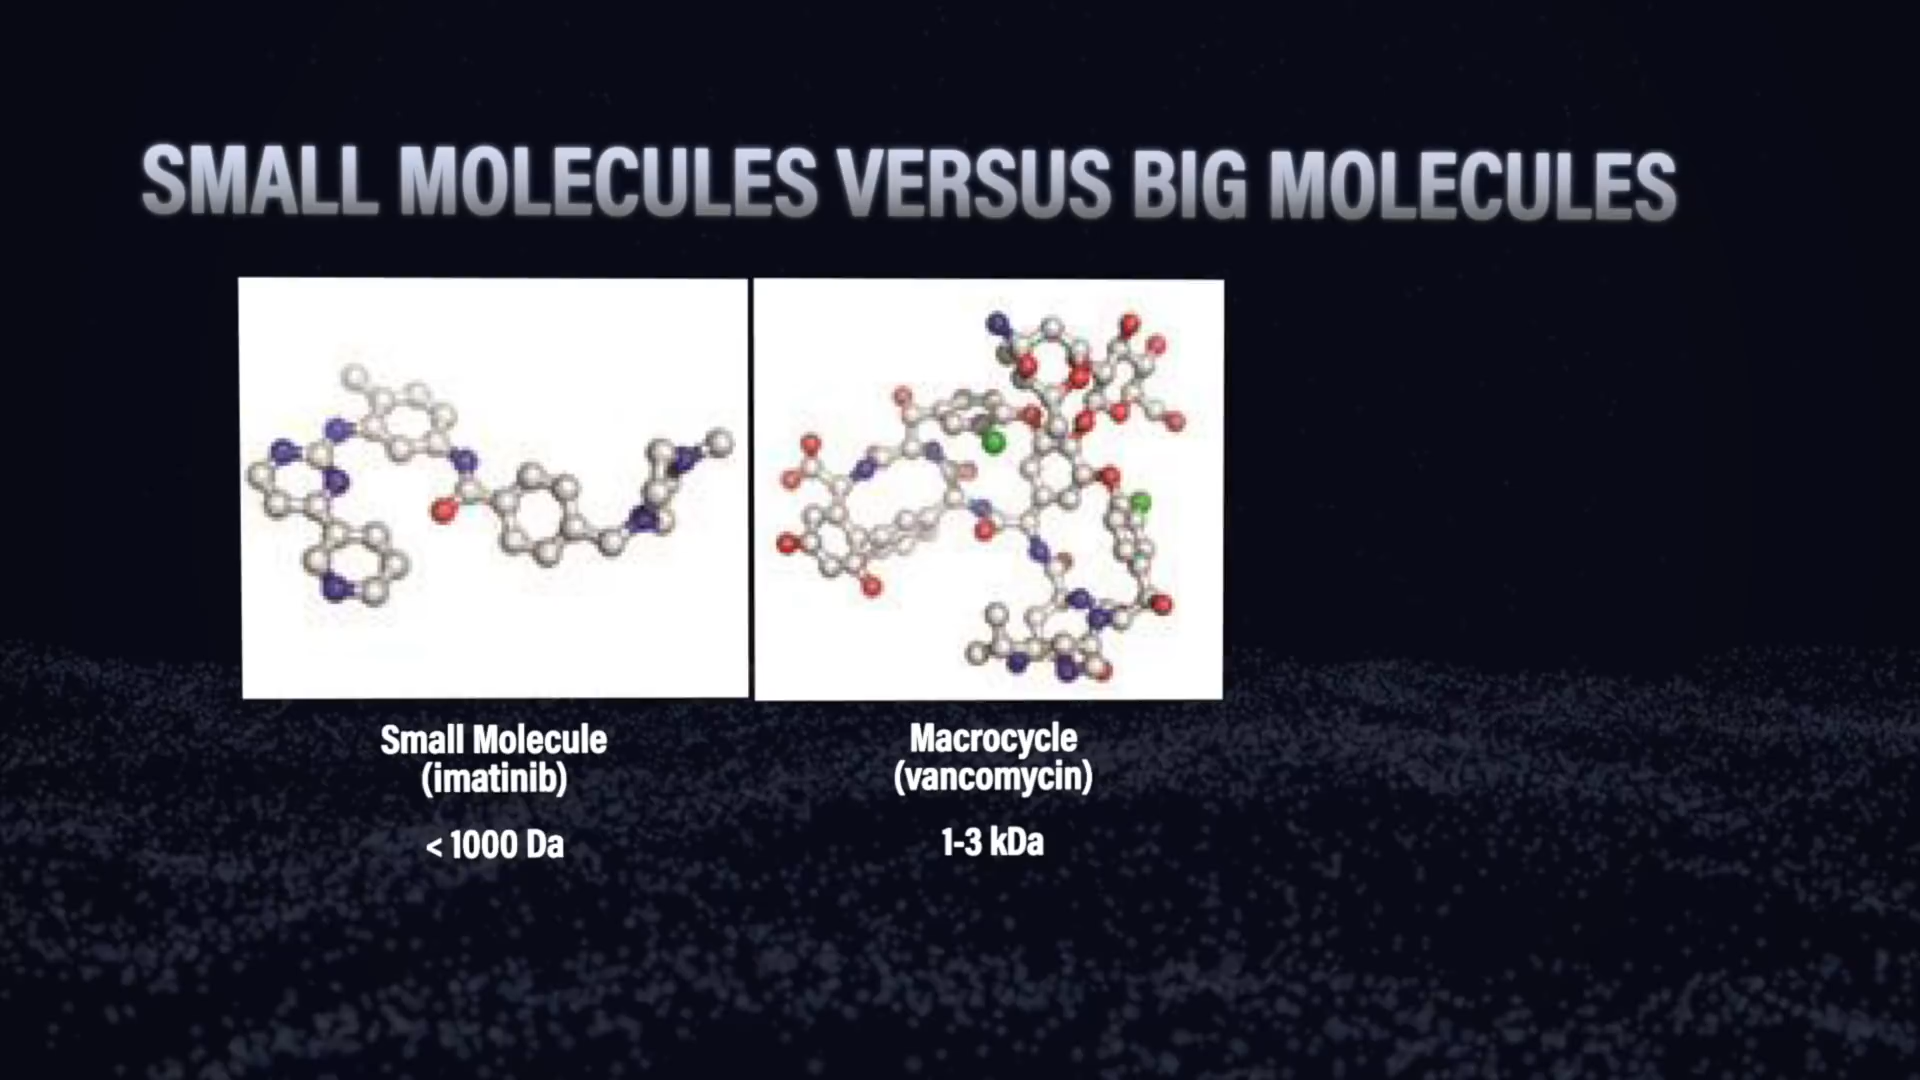 SMALL MOLECULES VERSUS BIG MOLECULES
Small Molecule
(imatinib)
< 1000 Da
Macrocycle
(vancomycin)
1-3 kDa